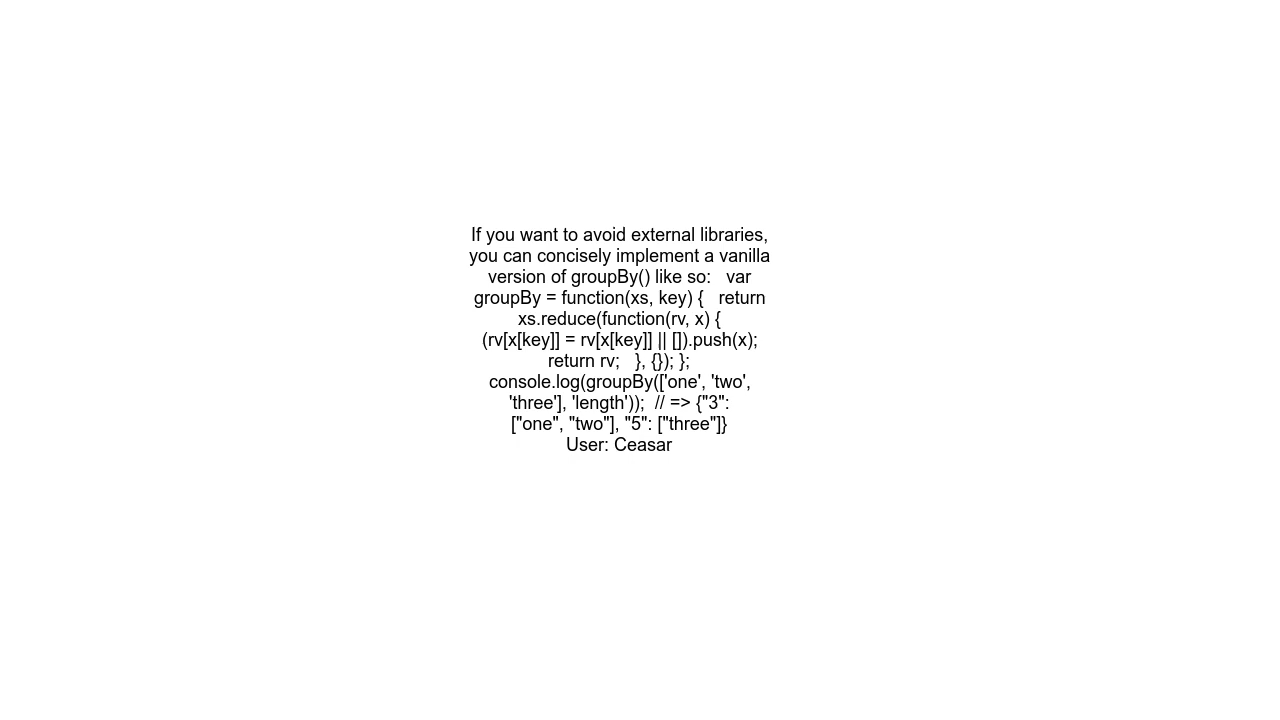 If you want to avoid external libraries,
you can concisely implement a vanilla
version of groupBy() like so:   var
groupBy = function(xs, key) {   return
xs.reduce(function(rv, x) {
(rv[x[key]] = rv[x[key]] || []).push(x);
return rv;   }, {}); };
console.log(groupBy(['one', 'two',
'three'], 'length'));  // => {"3":
["one", "two"], "5": ["three"]}
User: Ceasar